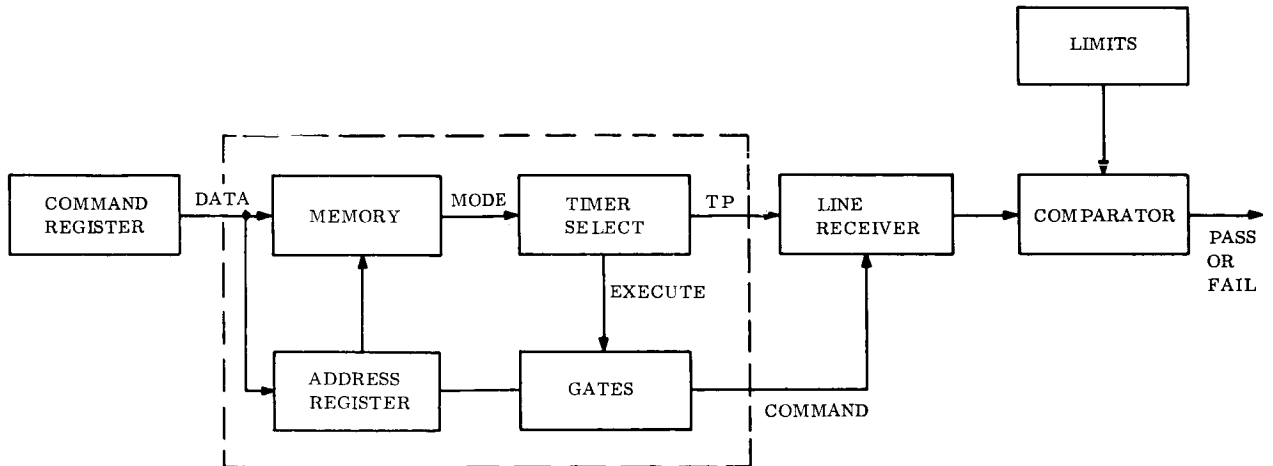 LIMITS
COMMAND
REGISTER
DATA
MEMORY
MODE
TIMER
SELECT
TP
LINE
RECEIVER
COMPARATOR
PASS
OR
FAIL
EXECUTE
ADDRESS
REGISTER
GATES
COMMAND